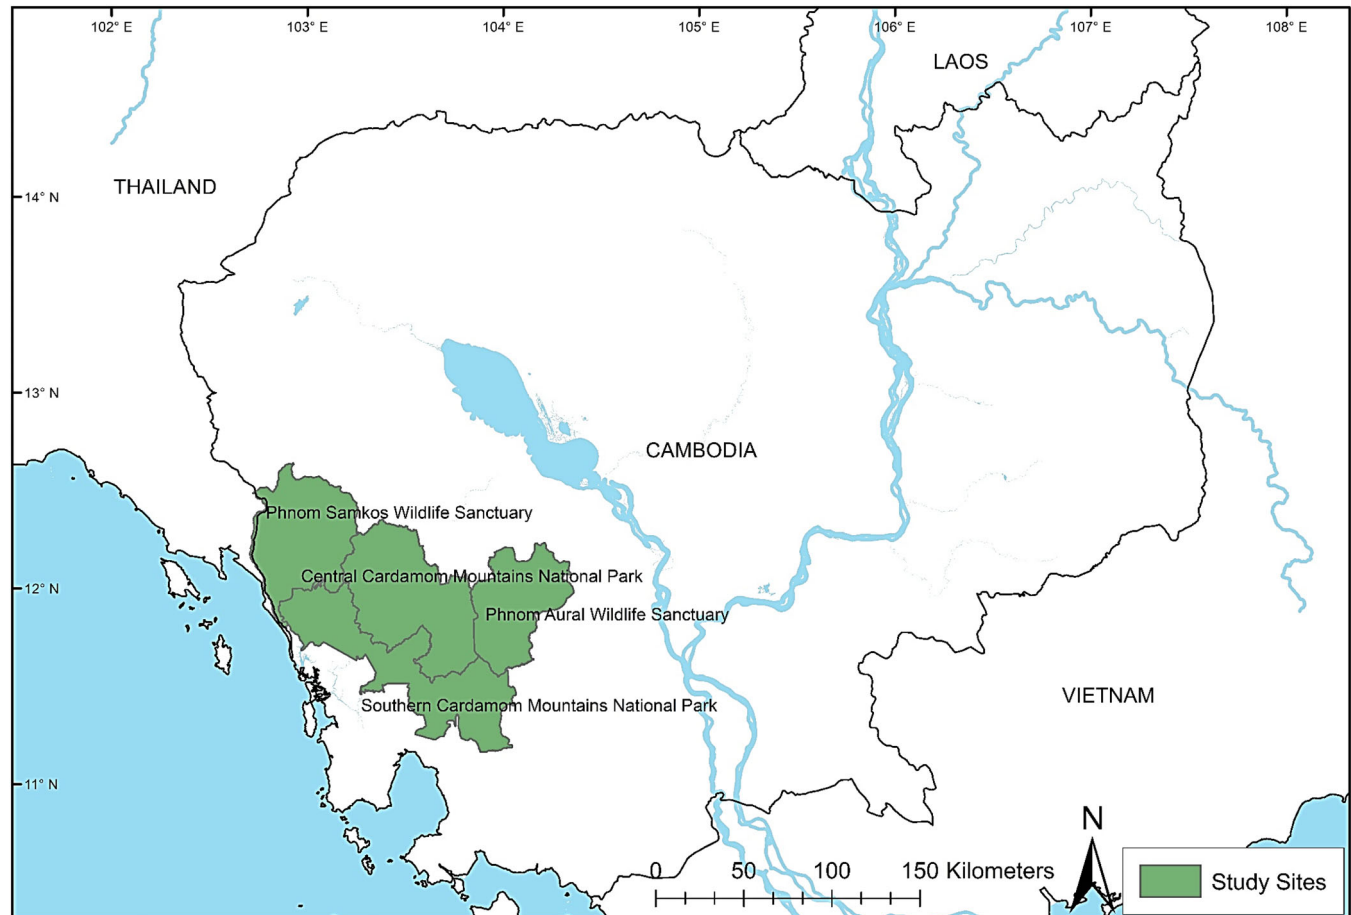 102° E
103° E
104° E
105° E
106° E
107° E
108° E
LAOS
THAILAND
14° N
13° N
CAMBODIA
Phnom Samkos Wildlife Sanctuary
Central Cardamom Mountains National Park
12° N
Phnom Aural Wildlife Sanctuary
VIETNAM
Southern Cardamom Mountains National Park
11° N
N
0 50 100 150 Kilometers
Study Sites